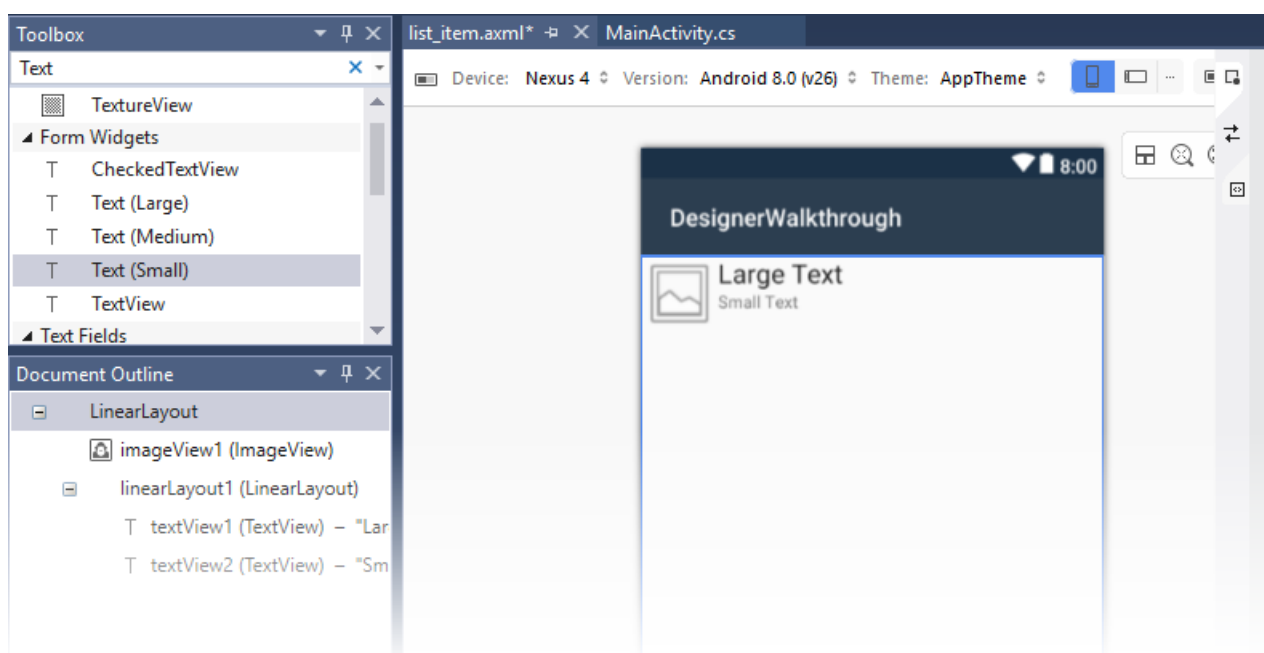 Toolbox
Text
TextureView
Form Widgets
CheckedTextView
Text (Large)
Text (Medium)
Text (Small)
TextView
Text Fields
Document Outline
LinearLayout
imageView1 (ImageView)
linearLayout1 (LinearLayout)
T textView1 (TextView) – "Lar
T textView2 (TextView) – "Sm
list_item.axml* MainActivity.cs
Device: Nexus 4 Version: Android 8.0 (v26) Theme: AppTheme ...
8:00
DesignerWalkthrough
Large Text
Small Text